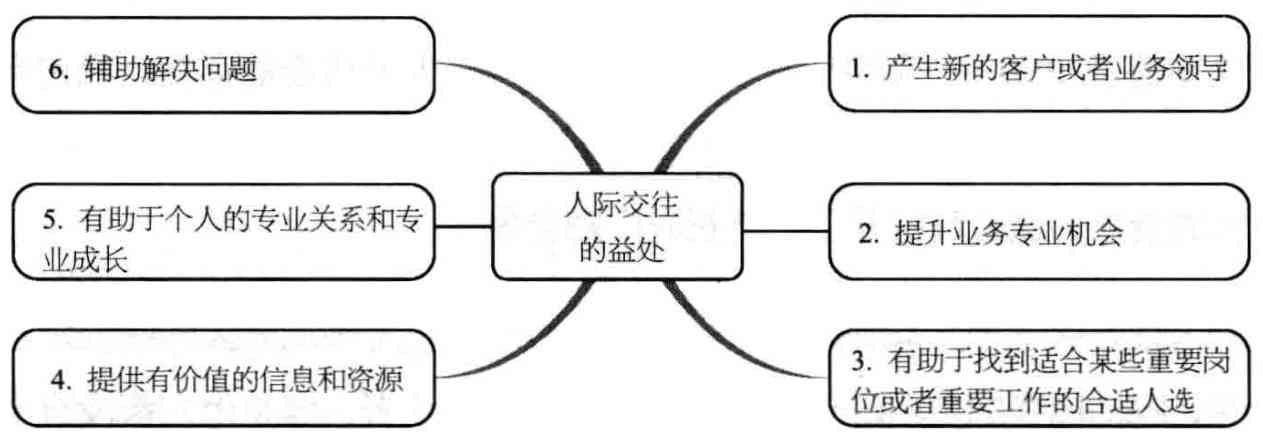 人际交往
的益处
1. 产生新的客户或者业务领导
2. 提升业务专业机会
3. 有助于找到适合某些重要岗
位或者重要工作的合适人选
4. 提供有价值的信息和资源
5. 有助于个人的专业关系和专
业成长
6. 辅助解决问题